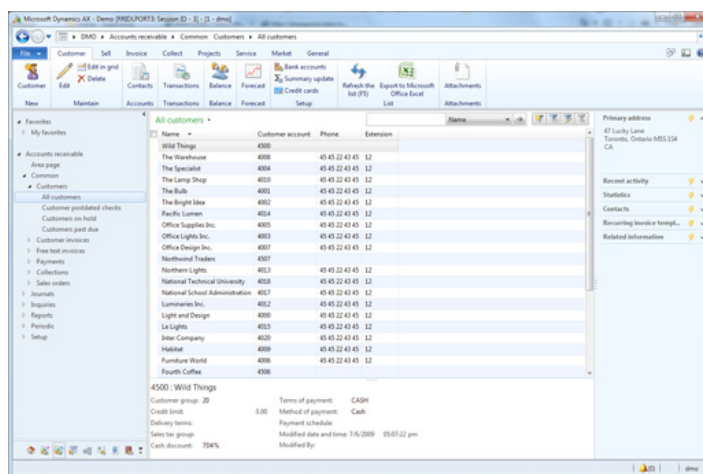 Microsoft Dynamics AX - Demo [FRIDLPORT3: Session ID - 3] - [1 - dmo]
DMO Accounts receivable Common Customers All customers
File Customer Sell Invoice Collect Projects Service Market General
Customer
Edit
Edit in grid
Delete
Contacts
Transactions
Balance
Forecast
Bank accounts
Summary update
Credit cards
Refresh the list (F5)
Export to Microsoft Office Excel
Attachments
New Maintain Accounts Transactions Balance Forecast Setup List Attachments
Favorites
My favorites
Accounts receivable
Area page
Common
Customers
All customers
Customer postdated checks
Customers on hold
Customers past due
Customer invoices
Free text invoices
Payments
Collections
Sales orders
Journals
Inquiries
Reports
Periodic
Setup
All customers
Name
Name Customer account Phone Extension
Wild Things 4500
The Warehouse 4008 45 45 22 43 45 12
The Specialist 4004 45 45 22 43 45 12
The Lamp Shop 4010 45 45 22 43 45 12
The Bulb 4001 45 45 22 43 45 12
The Bright Idea 4002 45 45 22 43 45 12
Pacific Lumen 4014 45 45 22 43 45 12
Office Supplies Inc. 4005 45 45 22 43 45 12
Office Lights Inc. 4003 45 45 22 43 45 12
Office Design Inc. 4007 45 45 22 43 45 12
Northwind Traders 4507
Northern Lights 4013 45 45 22 43 45 12
National Technical University 4018 45 45 22 43 45 12
National School Administration 4017 45 45 22 43 45 12
Lumineries Inc. 4012 45 45 22 43 45 12
Light and Design 4000 45 45 22 43 45 12
Le Lights 4015 45 45 22 43 45 12
Inter Company 4020 45 45 22 43 45 12
Habitat 4009 45 45 22 43 45 12
Furniture World 4006 45 45 22 43 45 12
Fourth Coffee 4506
4500 : Wild Things
Customer group: 20 Terms of payment: CASH
Credit limit: 0.00 Method of payment: Cash
Delivery terms: Payment schedule:
Sales tax group: Modified date and time: 7/6/2009 05:07:22 pm
Cash discount: 704% Modified By:
Primary address
47 Lucky Lane
Toronto, Ontario M5S 1S4
CA
Recent activity
Statistics
Contacts
Recurring invoice templ...
Related information
(0) dmo